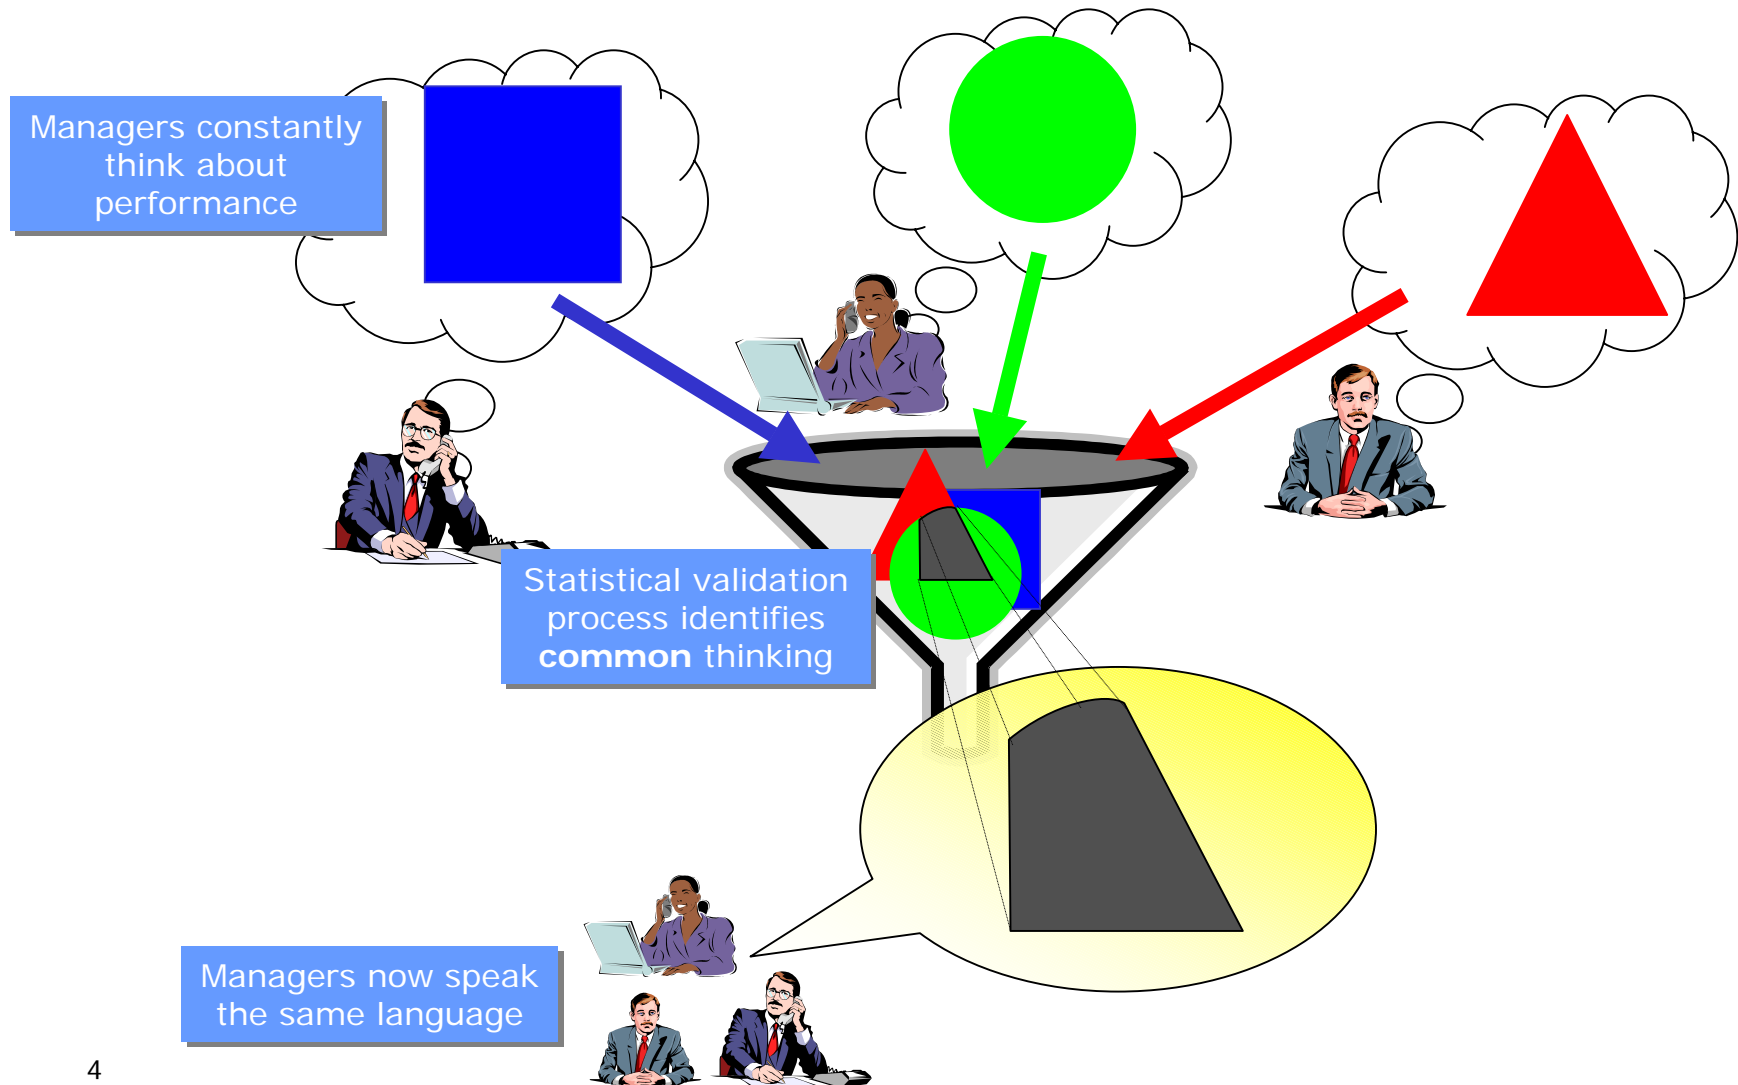 Managers constantly
think about
performance
Statistical validation
process identifies
common thinking
Managers now speak
the same language
4